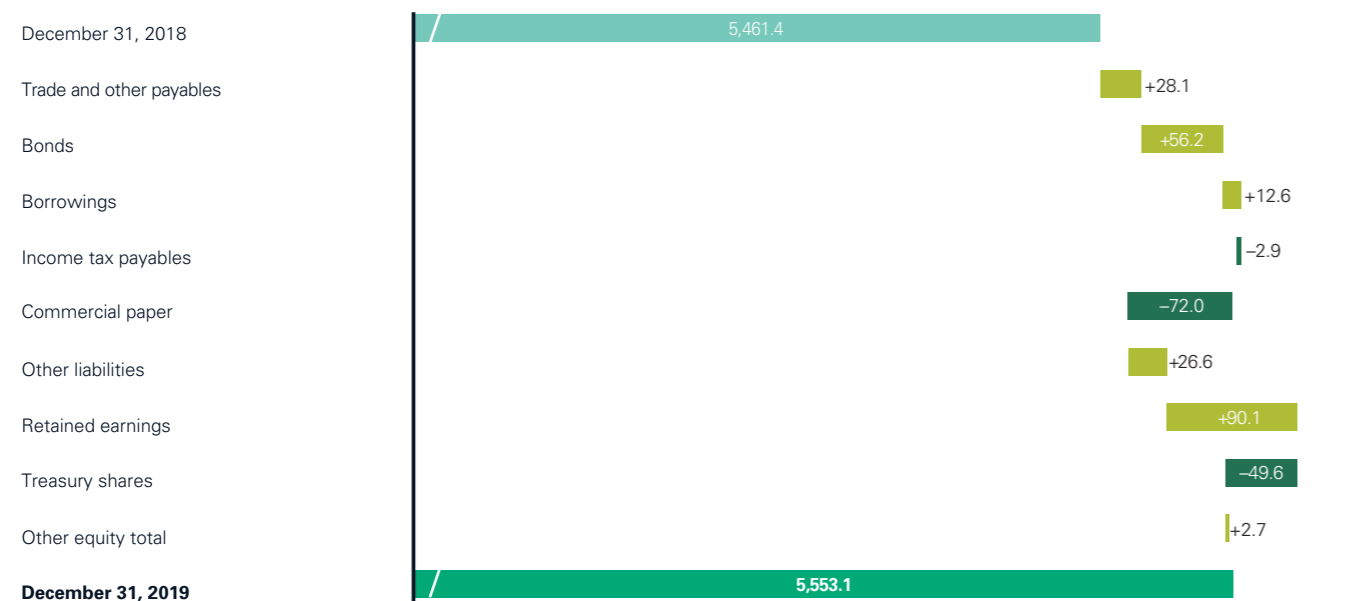 December 31, 2018 5,461.4
Trade and other payables +28.1
Bonds +56.2
Borrowings +12.6
Income tax payables –2.9
Commercial paper –72.0
Other liabilities +26.6
Retained earnings +90.1
Treasury shares –49.6
Other equity total +2.7
December 31, 2019 5,553.1